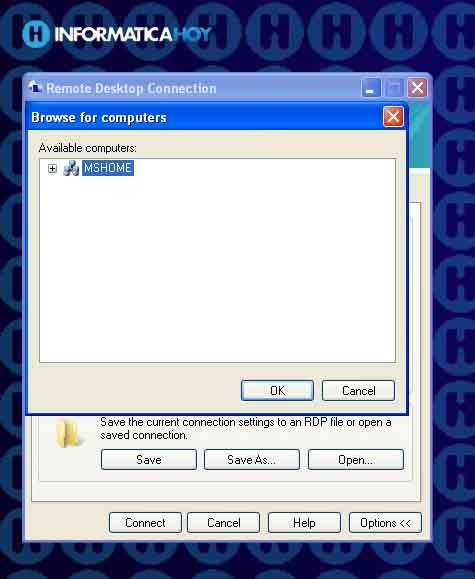 INFORMATICAHOY
Remote Desktop Connection
Browse for computers
Available computers:
MSHOME
OK
Cancel
Save the current connection settings to an RDP file or open a
saved connection.
Save
Save As...
Open...
Connect
Cancel
Help
Options <<